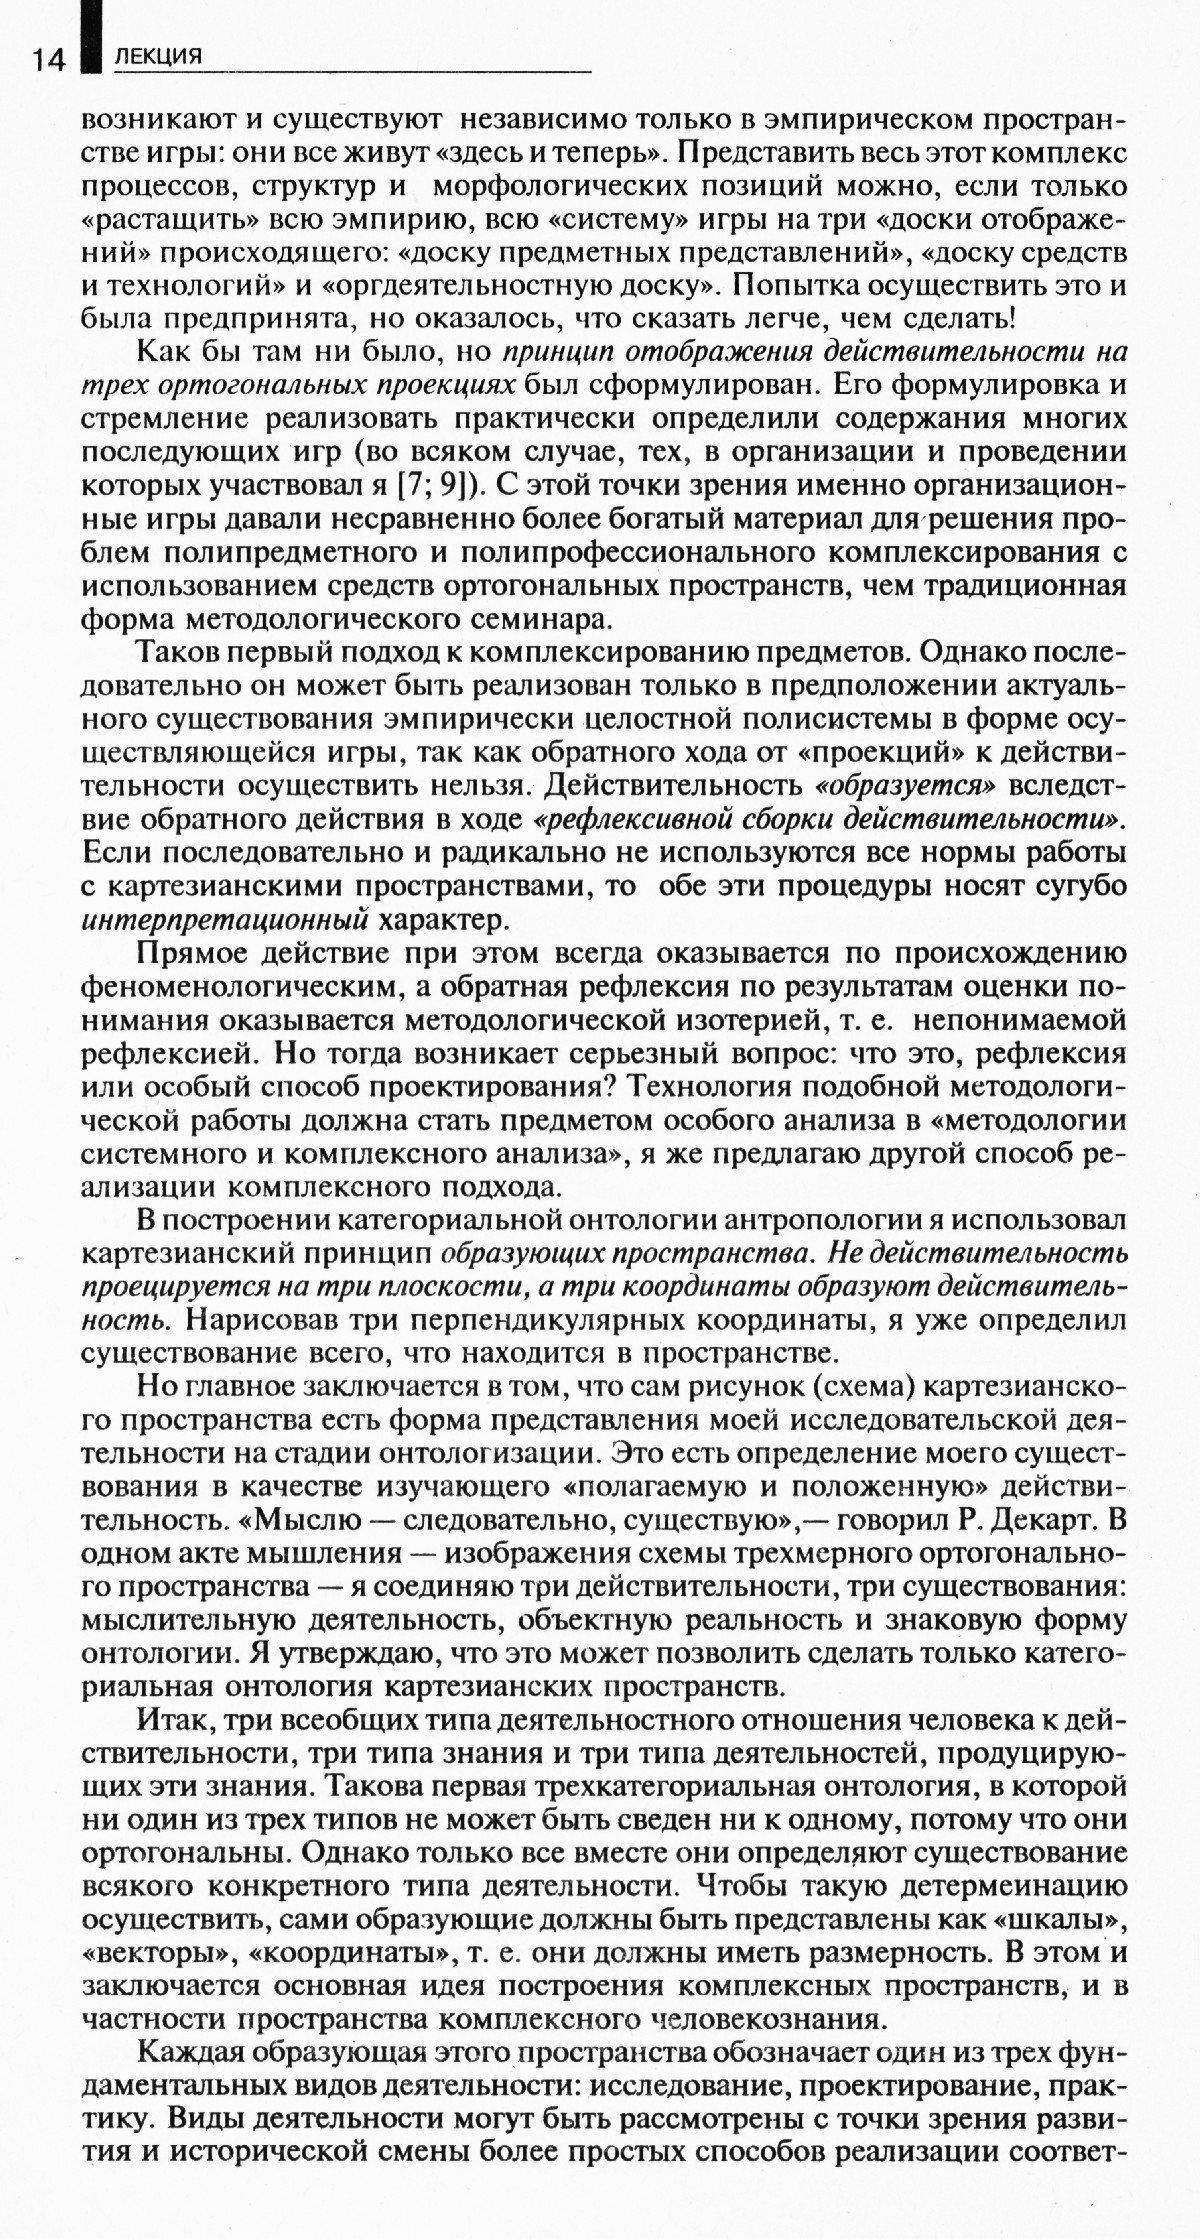 14 ЛЕКЦИЯ
возникают и существуют независимо только в эмпирическом простран-
стве игры: они все живут «здесь и теперь». Представить весь этот комплекс
процессов, структур и морфологических позиций можно, если только
«растащить» всю эмпирию, всю «систему» игры на три «доски отображе-
ний» происходящего: «доску предметных представлений», «доску средств
и технологий» и «оргдеятельностную доску». Попытка осуществить это и
была предпринята, но оказалось, что сказать легче, чем сделать!
Как бы там ни было, но принцип отображения действительности на
трех ортогональных проекциях был сформулирован. Его формулировка и
стремление реализовать практически определили содержания многих
последующих игр (во всяком случае, тех, в организации и проведении
которых участвовал я [7; 9]). С этой точки зрения именно организацион-
ные игры давали несравненно более богатый материал для решения про-
блем полипредметного и полипрофессионального комплексирования с
использованием средств ортогональных пространств, чем традиционная
форма методологического семинара.
Таков первый подход к комплексированию предметов. Однако после-
довательно он может быть реализован только в предположении актуаль-
ного существования эмпирически целостной полисистемы в форме осу-
ществляющейся игры, так как обратного хода от «проекций» к действи-
тельности осуществить нельзя. Действительность «образуется» вследст-
вие обратного действия в ходе «рефлексивной сборки действительности».
Если последовательно и радикально не используются все нормы работы
с картезианскими пространствами, то обе эти процедуры носят сугубо
интерпретационный характер.
Прямое действие при этом всегда оказывается по происхождению
феноменологическим, а обратная рефлексия по результатам оценки по-
нимания оказывается методологической изотерией, т. е. непонимаемой
рефлексией. Но тогда возникает серьезный вопрос: что это, рефлексия
или особый способ проектирования? Технология подобной методологи-
ческой работы должна стать предметом особого анализа в «методологии
системного и комплексного анализа», я же предлагаю другой способ ре-
ализации комплексного подхода.
В построении категориальной онтологии антропологии я использовал
картезианский принцип образующих пространства. Не действительность
проецируется на три плоскости, а три координаты образуют действитель-
ность. Нарисовав три перпендикулярных координаты, я уже определил
существование всего, что находится в пространстве.
Но главное заключается в том, что сам рисунок (схема) картезианско-
го пространства есть форма представления моей исследовательской дея-
тельности на стадии онтологизации. Это есть определение моего сущест-
вования в качестве изучающего «полагаемую и положенную» действи-
тельность. «Мыслю — следовательно, существую»,— говорил Р. Декарт. В
одном акте мышления — изображения схемы трехмерного ортогонально-
го пространства — я соединяю три действительности, три существования:
мыслительную деятельность, объектную реальность и знаковую форму
онтологии. Я утверждаю, что это может позволить сделать только катего-
риальная онтология картезианских пространств.
Итак, три всеобщих типа деятельностного отношения человека к дей-
ствительности, три типа знания и три типа деятельностей, продуцирую-
щих эти знания. Такова первая трехкатегориальная онтология, в которой
ни один из трех типов не может быть сведен ни к одному, потому что они
ортогональны. Однако только все вместе они определяют существование
всякого конкретного типа деятельности. Чтобы такую детермеинацию
осуществить, сами образующие должны быть представлены как «шкалы»,
«векторы», «координаты», т. е. они должны иметь размерность. В этом и
заключается основная идея построения комплексных пространств, и в
частности пространства комплексного человекознания.
Каждая образующая этого пространства обозначает один из трех фун-
даментальных видов деятельности: исследование, проектирование, прак-
тику. Виды деятельности могут быть рассмотрены с точки зрения разви-
тия и исторической смены более простых способов реализации соответ-